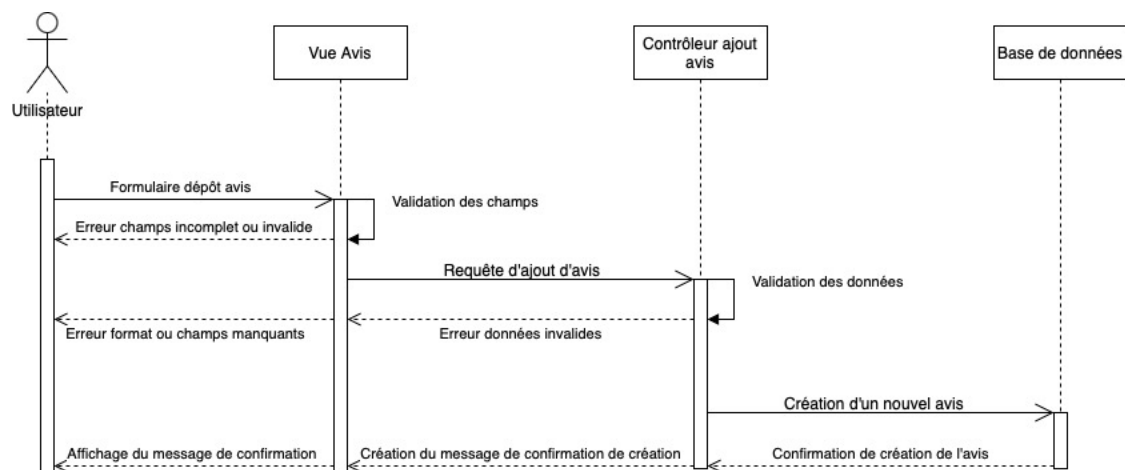 Utilisateur
Vue Avis
Contrôleur ajout
avis
Base de données
Formulaire dépôt avis
Validation des champs
Erreur champs incomplet ou invalide
Requête d'ajout d'avis
Validation des données
Erreur format ou champs manquants
Erreur données invalides
Création d'un nouvel avis
Affichage du message de confirmation
Création du message de confirmation de création
Confirmation de création de l'avis